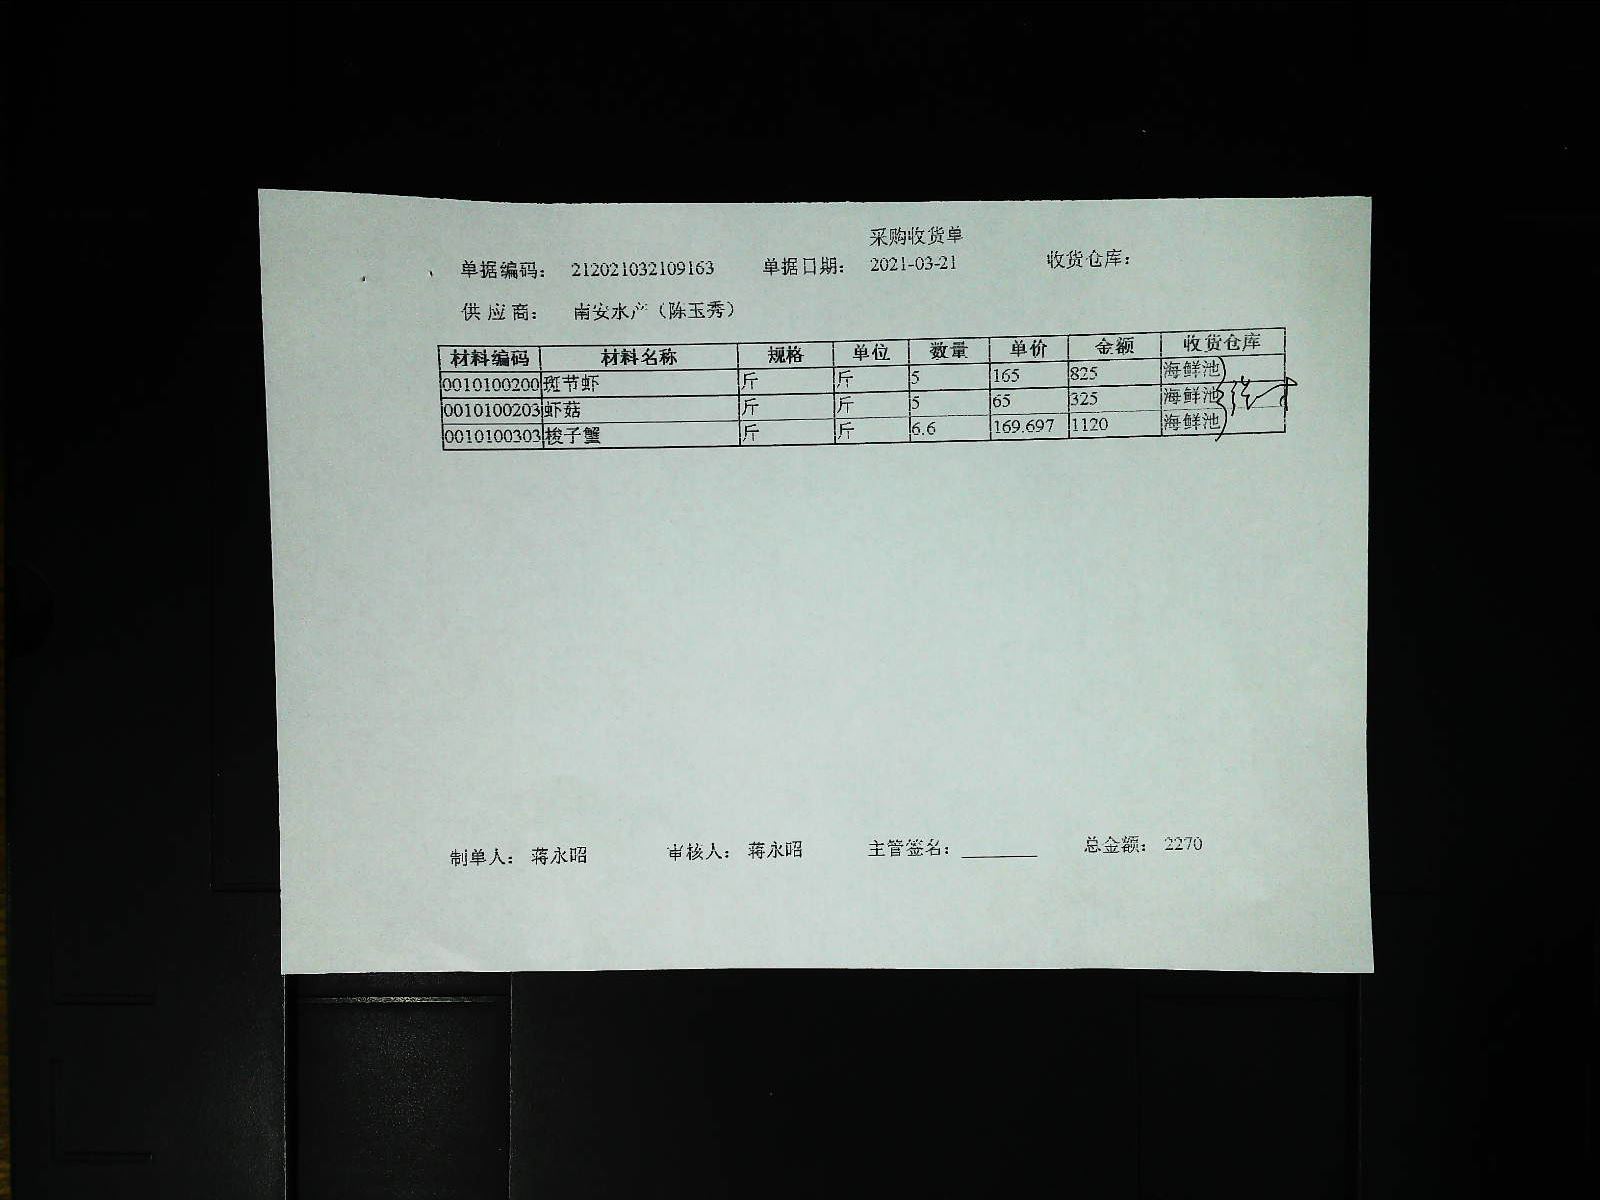 采购收货单
单据编码： 212021032109163 单据日期： 2021-03-21 收货仓库：
供 应 商： 南安水产（陈玉秀）
材料编码 材料名称 规格 单位 数量 单价 金额 收货仓库
0010100200 斑节虾 斤 斤 5 165 825 海鲜池
0010100203 虾菇 斤 斤 5 65 325 海鲜池
0010100303 梭子蟹 斤 斤 6.6 169.697 1120 海鲜池
制单人： 蒋永昭 审核人： 蒋永昭 主管签名：________ 总金额： 2270